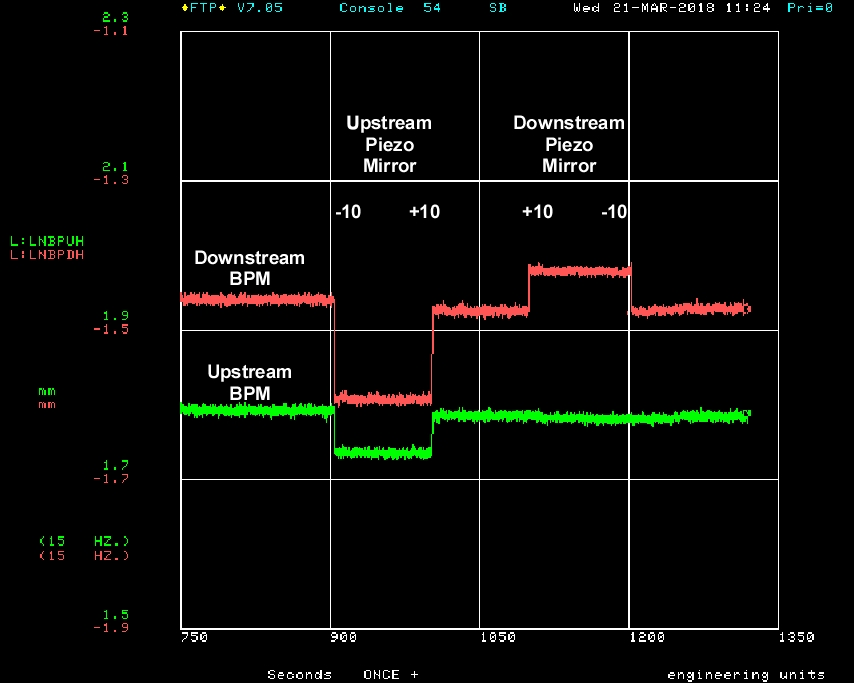 ♦FTP♦ V7.05 Console 54 SB Wed 21-MAR-2018 11:24 Pri=0
2.3
-1.1
Upstream Piezo Mirror
Downstream Piezo Mirror
2.1
-1.3
-10 +10 +10 -10
L:LNBPUH
L:LNBPDH
Downstream BPM
1.9
-1.5
Upstream BPM
mm
mm
1.7
-1.7
(15 HZ.)
(15 HZ.)
1.5
-1.9
750 900 1050 1200 1350
Seconds ONCE + engineering units